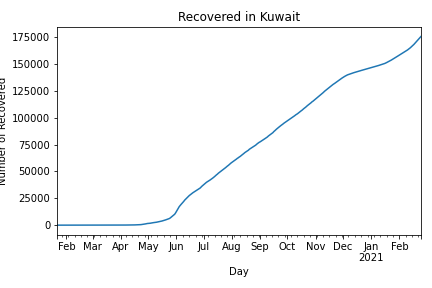 Recovered in Kuwait
175000
150000
125000
100000
75000
50000
25000
0
Number of Recovered
Feb Mar Apr May Jun Jul Aug Sep Oct Nov Dec Jan Feb
2021
Day